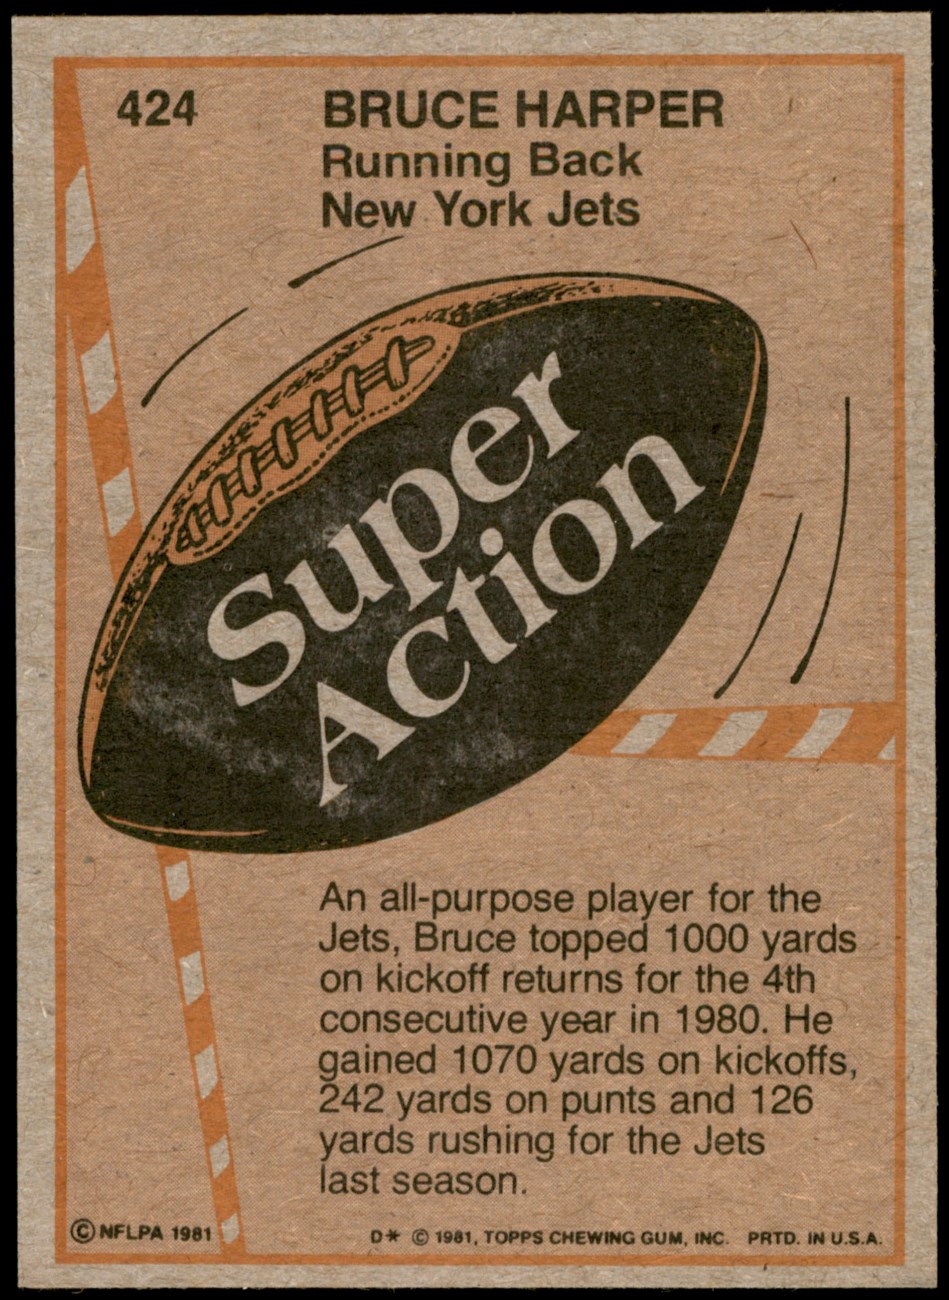 424
BRUCE HARPER
Running Back
New York Jets
Super
Action
An all-purpose player for the
Jets, Bruce topped 1000 yards
on kickoff returns for the 4th
consecutive year in 1980. He
gained 1070 yards on kickoffs,
242 yards on punts and 126
yards rushing for the Jets
last season.
© NFLPA 1981
D* © 1981, TOPPS CHEWING GUM, INC. PRTD. IN U.S.A.